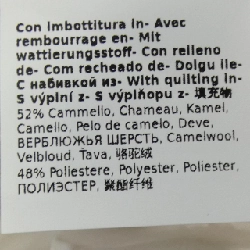 Con imbottitura in- Avec
rembourrage en- Mit
wattierungsstoff- Con relleno
de- Com recheado de- Dolgu ile-
С набивкой из- With quilting in-
S výplní z- S výplňou z- 填充物
52% Cammello, Chameau, Kamel,
Camello, Pelo de camelo, Deve,
ВЕРБЛЮЖЬЯ ШЕРСТЬ, Camelwool,
Velbloud, Ťava, 骆驼绒
48% Poliestere, Polyester, Poliester,
ПОЛИЭСТЕР, 聚酯纤维